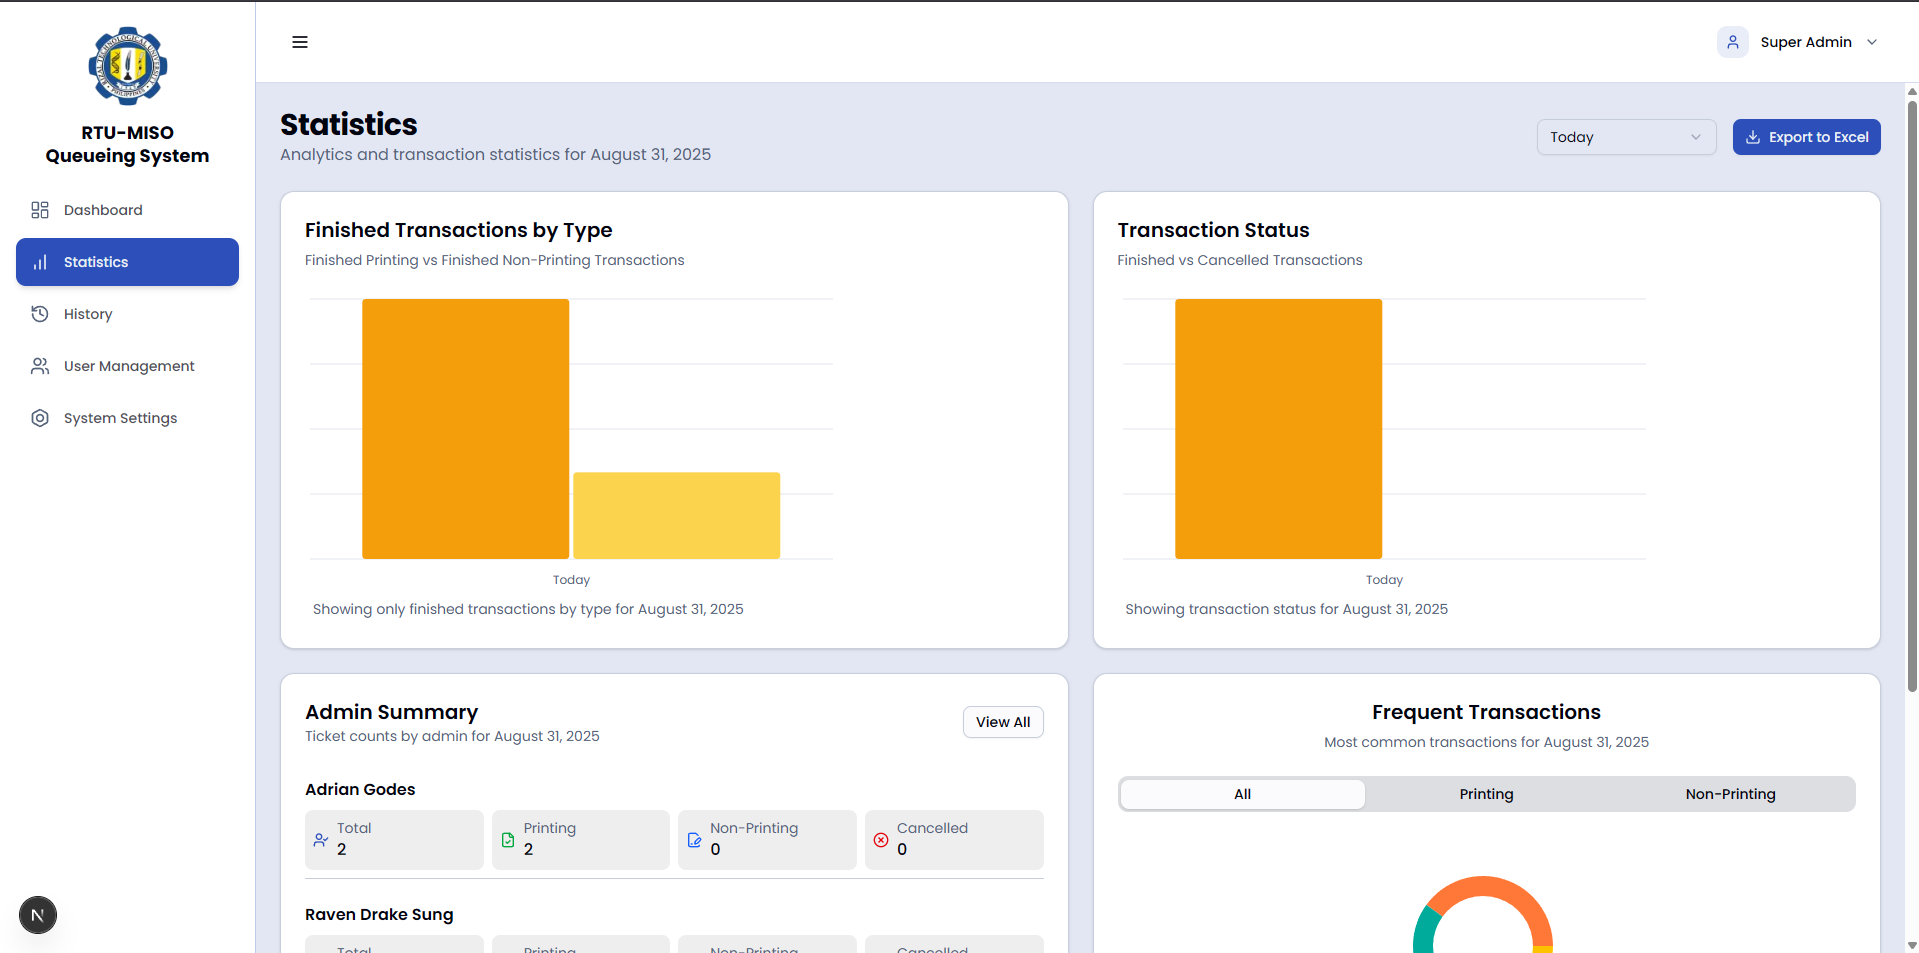 RTU-MISO
Queueing System
Dashboard
Statistics
History
User Management
System Settings
N
Super Admin
Statistics
Analytics and transaction statistics for August 31, 2025
Today
Export to Excel
Finished Transactions by Type
Finished Printing vs Finished Non-Printing Transactions
Today
Showing only finished transactions by type for August 31, 2025
Transaction Status
Finished vs Cancelled Transactions
Today
Showing transaction status for August 31, 2025
Admin Summary
Ticket counts by admin for August 31, 2025
View All
Adrian Godes
Total
2
Printing
2
Non-Printing
0
Cancelled
0
Raven Drake Sung
Total
Printing
Non-Printing
Cancelled
Frequent Transactions
Most common transactions for August 31, 2025
All
Printing
Non-Printing